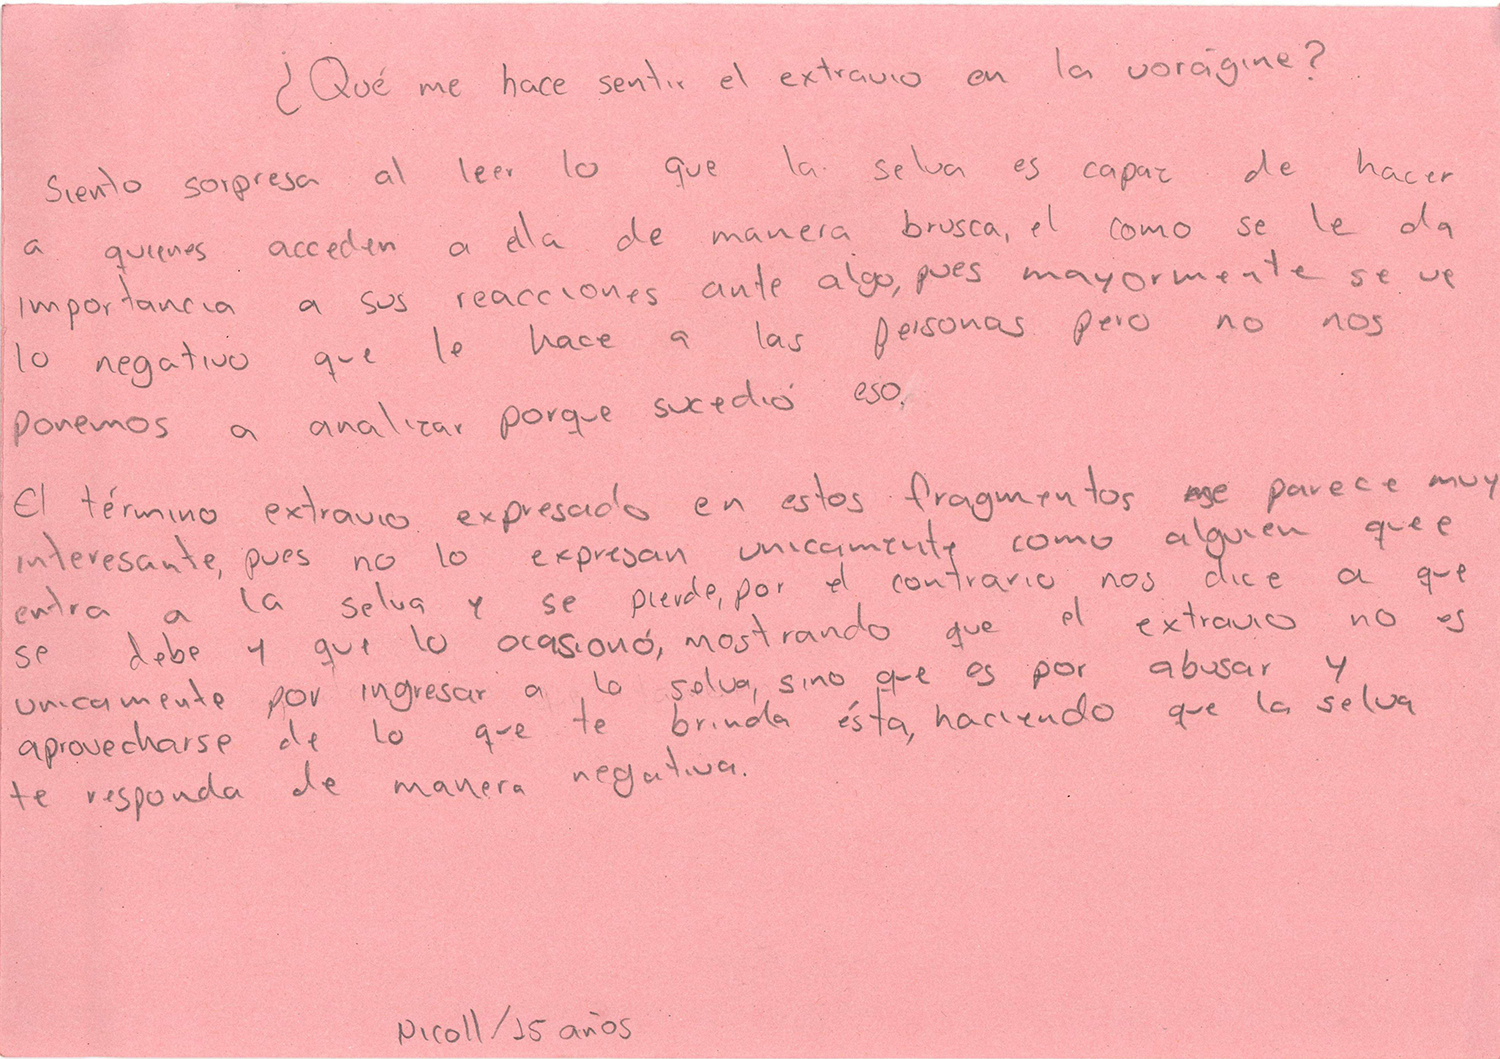 ¿Qué me hace sentir el extravio en la vorágine?
Siento sorpresa al leer lo que la selva es capaz de hacer
a quienes acceden a ella de manera brusca, el como se le da
importancia a sus reacciones ante algo, pues mayormente se ve
lo negativo que le hace a las personas pero no nos
ponemos a analizar porque sucedió eso.
El término extravio expresado en estos fragmentos me parece muy
interesante, pues no lo expresan unicamente como alguien quee
entra a la selva y se pierde, por el contrario nos dice a que
se debe y que lo ocasionó, mostrando que el extravio no es
unicamente por ingresar a la selva, sino que es por abusar y
aprovecharse de lo que te brinda ésta, haciendo que la selva
te responda de manera negativa.
Nicoll/15 años